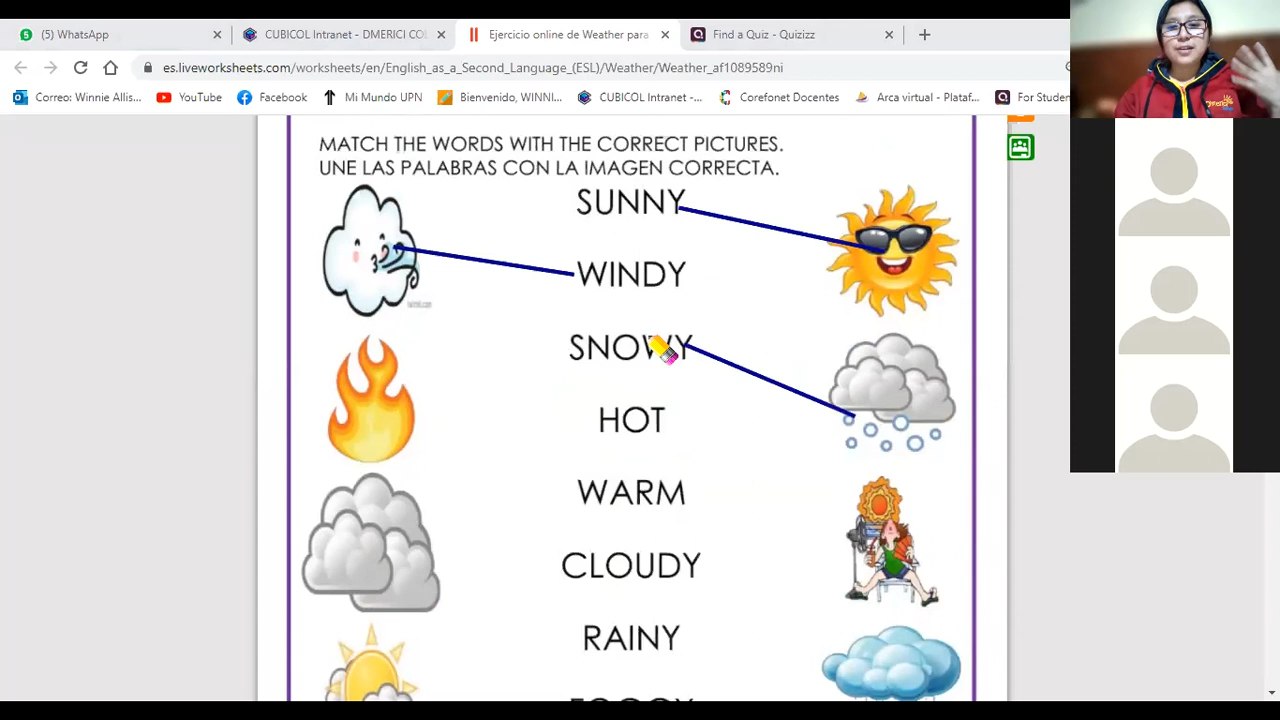 (5) WhatsApp
CUBICOL Intranet - DMERICI COL
Ejercicio online de Weather para
Find a Quiz - Quizizz
es.liveworksheets.com/worksheets/en/English_as_a_Second_Language_(ESL)/Weather/Weather_af1089589ni
Correo: Winnie Allis...
YouTube
Facebook
Mi Mundo UPN
Bienvenido, WINNI...
CUBICOL Intranet -...
Corefonet Docentes
Arca virtual - Plataf...
For Studen
MATCH THE WORDS WITH THE CORRECT PICTURES.
UNE LAS PALABRAS CON LA IMAGEN CORRECTA.
SUNNY
WINDY
SNOWY
HOT
WARM
CLOUDY
RAINY
FOGGY